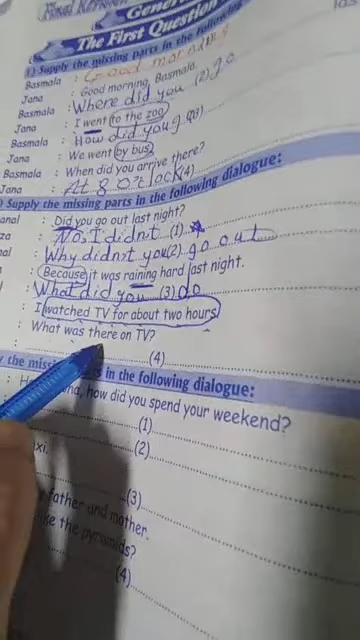 Final Revision
General
The First Question
1) Supply the missing parts in the following
Basmala : Good morning
Jana : Good morning, Basmala.
Basmala : Where did you (2) go
Jana : I went to the zoo
Basmala : How did you go (3)
Jana : We went by bus
Basmala : When did you arrive there?
Jana : At 8 O'clock (4)
Supply the missing parts in the following dialogue:
: Did you go out last night?
: No, I didn't (1)
: Why didn't you (2) go out
: Because it was raining hard last night.
: What did you (3) do
: I watched TV for about two hours.
: What was there on TV?
: (4)
the missing parts in the following dialogue:
, how did you spend your weekend?
(1)
(2)
(3)
father and mother.
the pyramids?
(4)